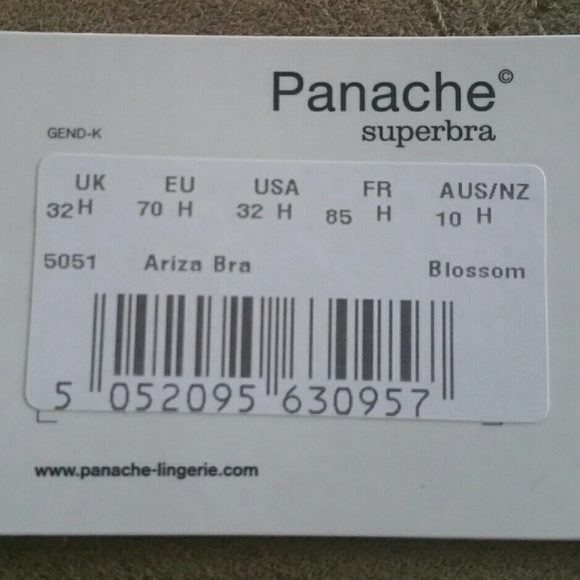 Panache©
superbra
GEND-K
UK EU USA FR AUS/NZ
32 H 70 H 32 H 85 H 10 H
5051 Ariza Bra Blossom
5 052095 630957
www.panache-lingerie.com